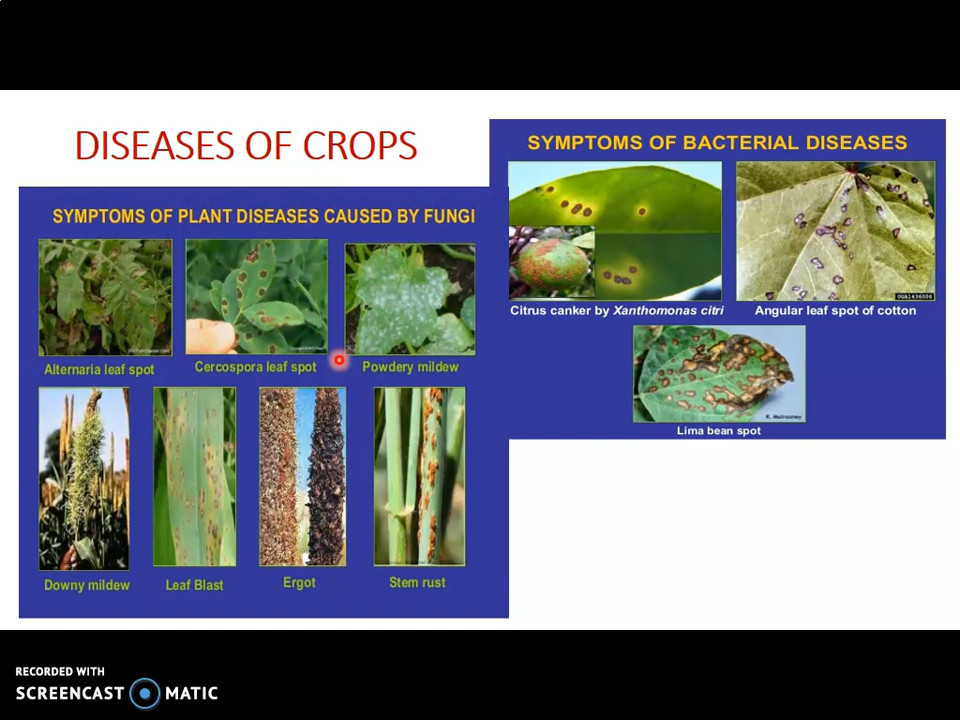 DISEASES OF CROPS
SYMPTOMS OF PLANT DISEASES CAUSED BY FUNGI
Alternaria leaf spot
Cercospora leaf spot
Powdery mildew
Downy mildew
Leaf Blast
Ergot
Stem rust
SYMPTOMS OF BACTERIAL DISEASES
UGA1436006
Citrus canker by Xanthomonas citri
Angular leaf spot of cotton
R. Mulrooney
Lima bean spot
RECORDED WITH
SCREENCAST MATIC